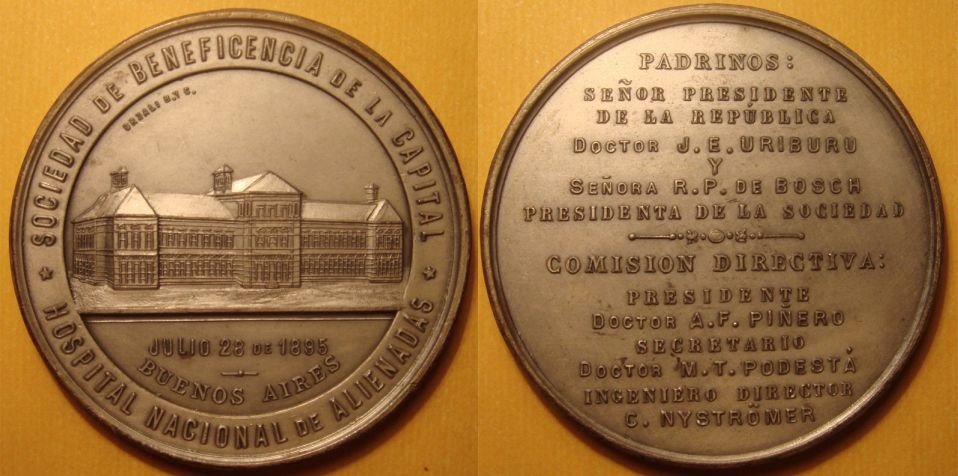 SOCIEDAD DE BENEFICENCIA DE LA CAPITAL
HOSPITAL NACIONAL DE ALIENADAS
JULIO 28 DE 1895
BUENOS AIRES
PADRINOS:
SEÑOR PRESIDENTE
DE LA REPÚBLICA
DOCTOR J.E. URIBURU
Y
SEÑORA R.P. DE BOSCH
PRESIDENTA DE LA SOCIEDAD
COMISION DIRECTIVA:
PRESIDENTE
DOCTOR A.F. PIÑERO
SECRETARIO
DOCTOR M.T. PODESTÁ
INGENIERO DIRECTOR
C. NYSTRÖMER